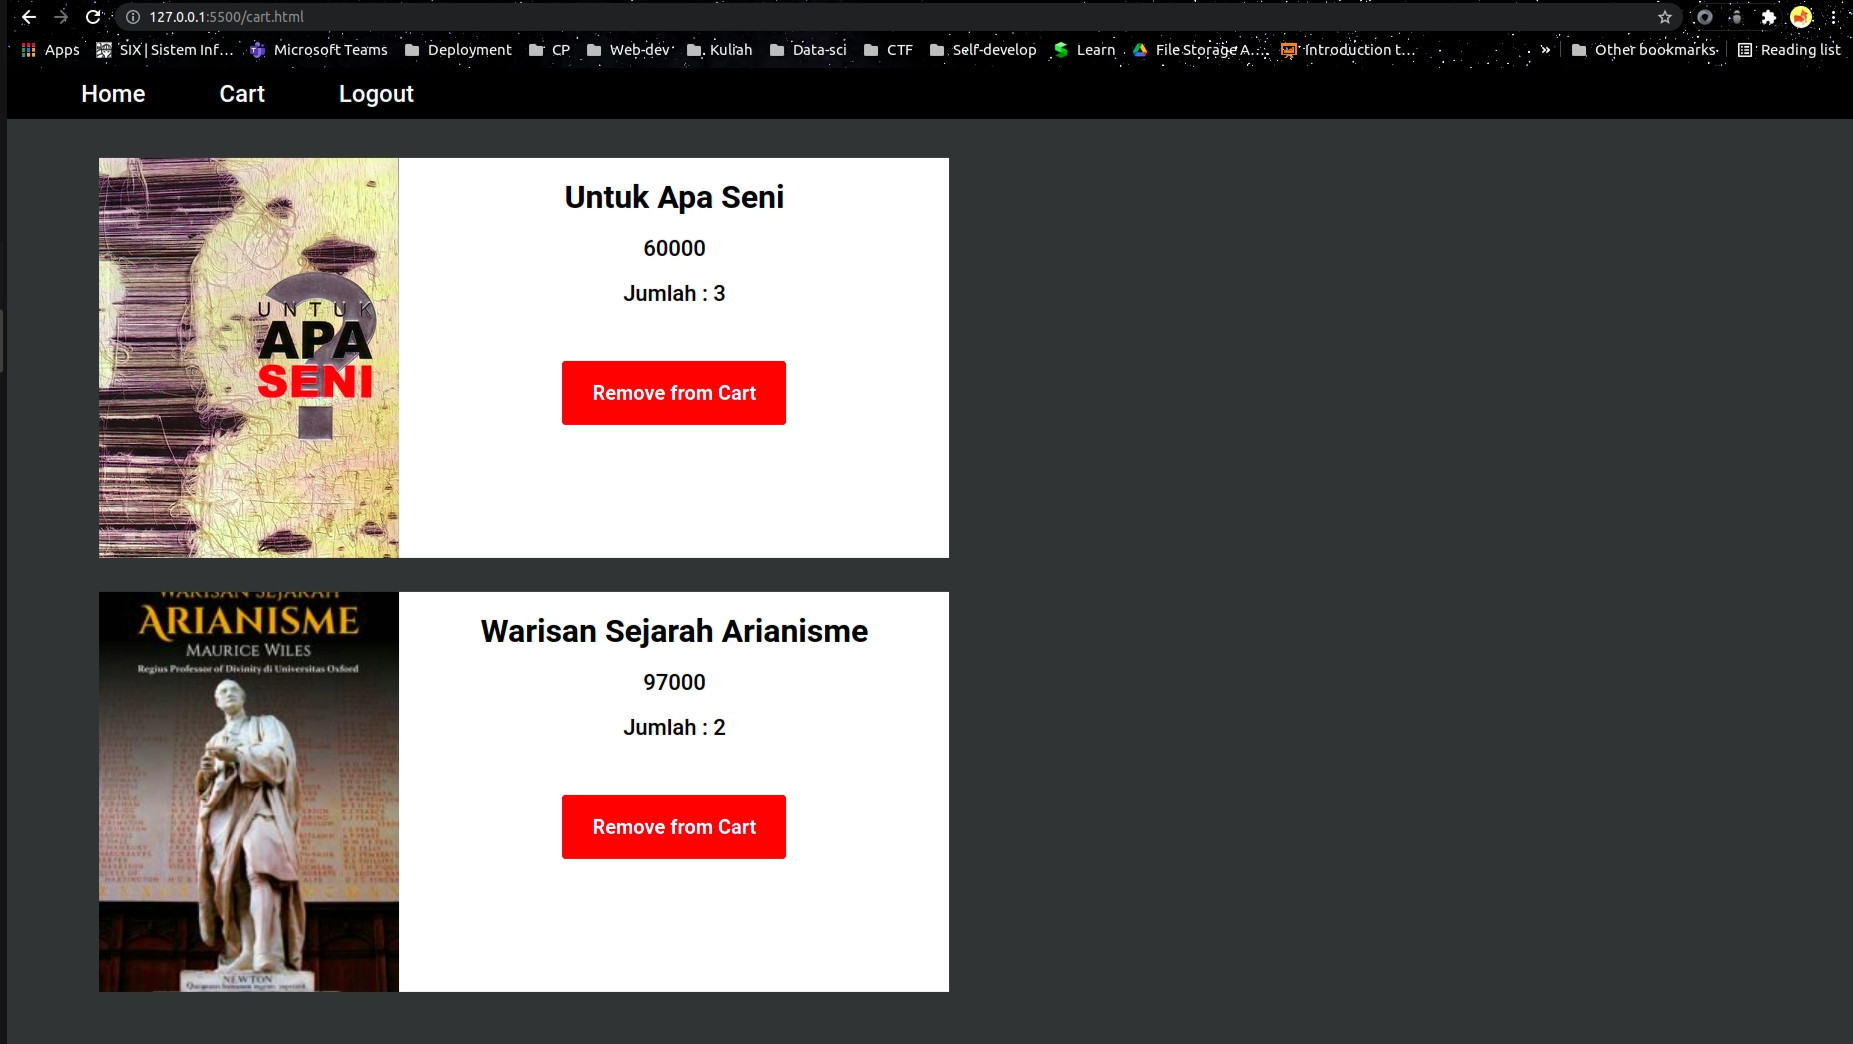 127.0.0.1:5500/cart.html
Apps SIX | Sistem Inf... Microsoft Teams Deployment CP Web-dev Kuliah Data-sci CTF Self-develop Learn File Storage A... Introduction t... » Other bookmarks Reading list
Home Cart Logout
UNTUK
APA
SENI
?
Untuk Apa Seni
60000
Jumlah : 3
Remove from Cart
WARISAN SEJARAH
ARIANISME
MAURICE WILES
Regius Professor of Divinity di Universitas Oxford
NEWTON
Warisan Sejarah Arianisme
97000
Jumlah : 2
Remove from Cart